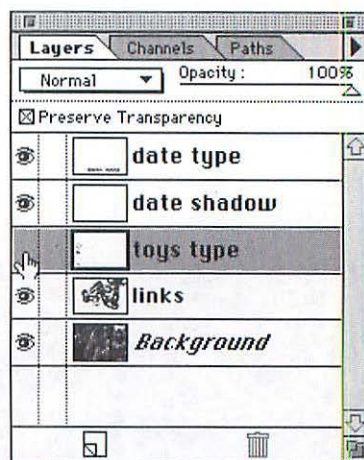 Layers Channels Paths
Normal Opacity: 100%
Preserve Transparency
date type
date shadow
toys type
links
Background